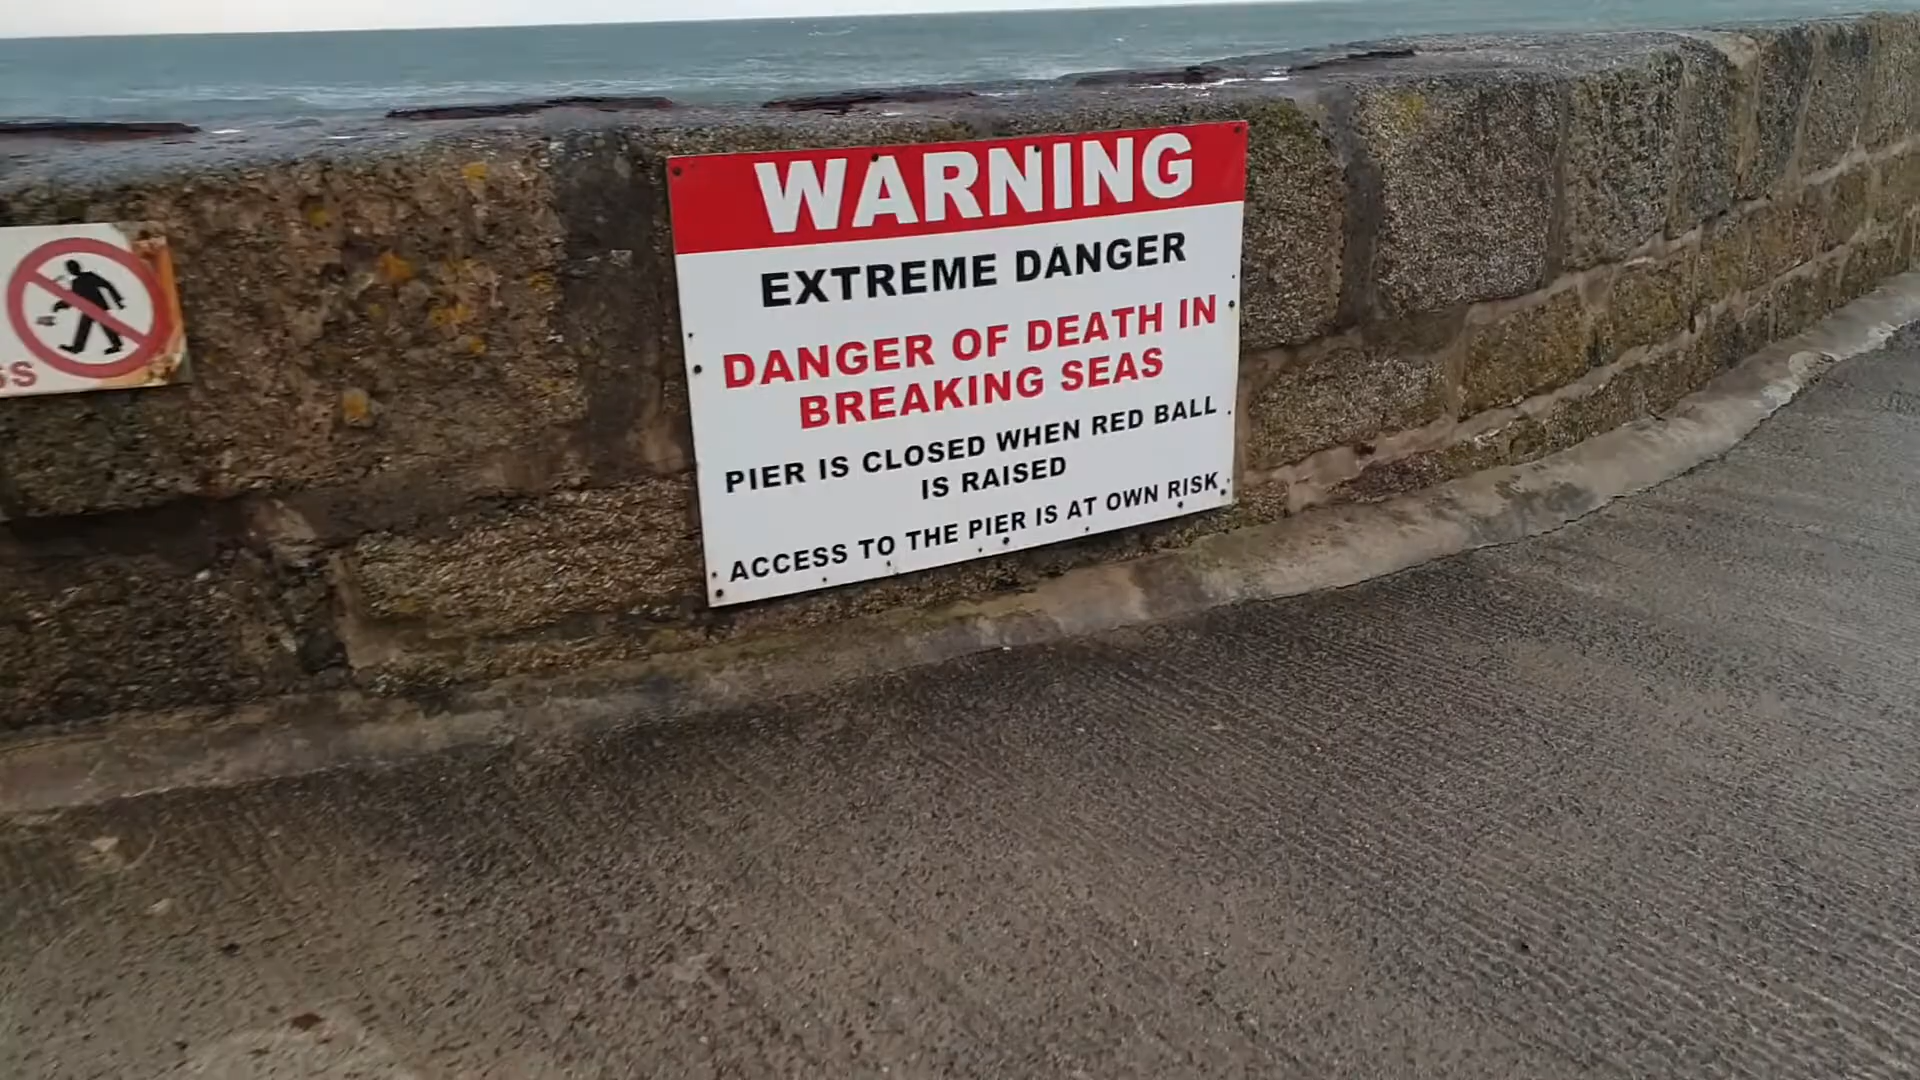 WARNING
EXTREME DANGER
DANGER OF DEATH IN
BREAKING SEAS
PIER IS CLOSED WHEN RED BALL
IS RAISED
ACCESS TO THE PIER IS AT OWN RISK